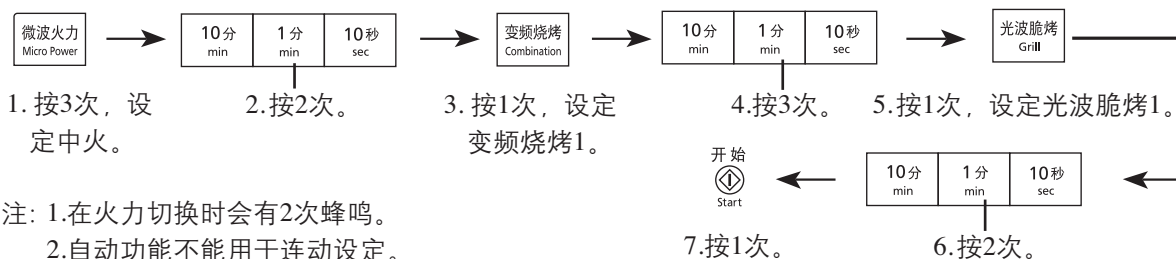 微波火力
Micro Power
10分
min
1分
min
10秒
sec
变频烧烤
Combination
10分
min
1分
min
10秒
sec
光波脆烤
Grill
1. 按3次，设
定中火。
2.按2次。
3. 按1次，设定
变频烧烤1。
4.按3次。
5.按1次，设定光波脆烤1。
10分
min
1分
min
10秒
sec
6.按2次。
开始
Start
7.按1次。
注: 1.在火力切换时会有2次蜂鸣。
2.自动功能不能用于连动设定。